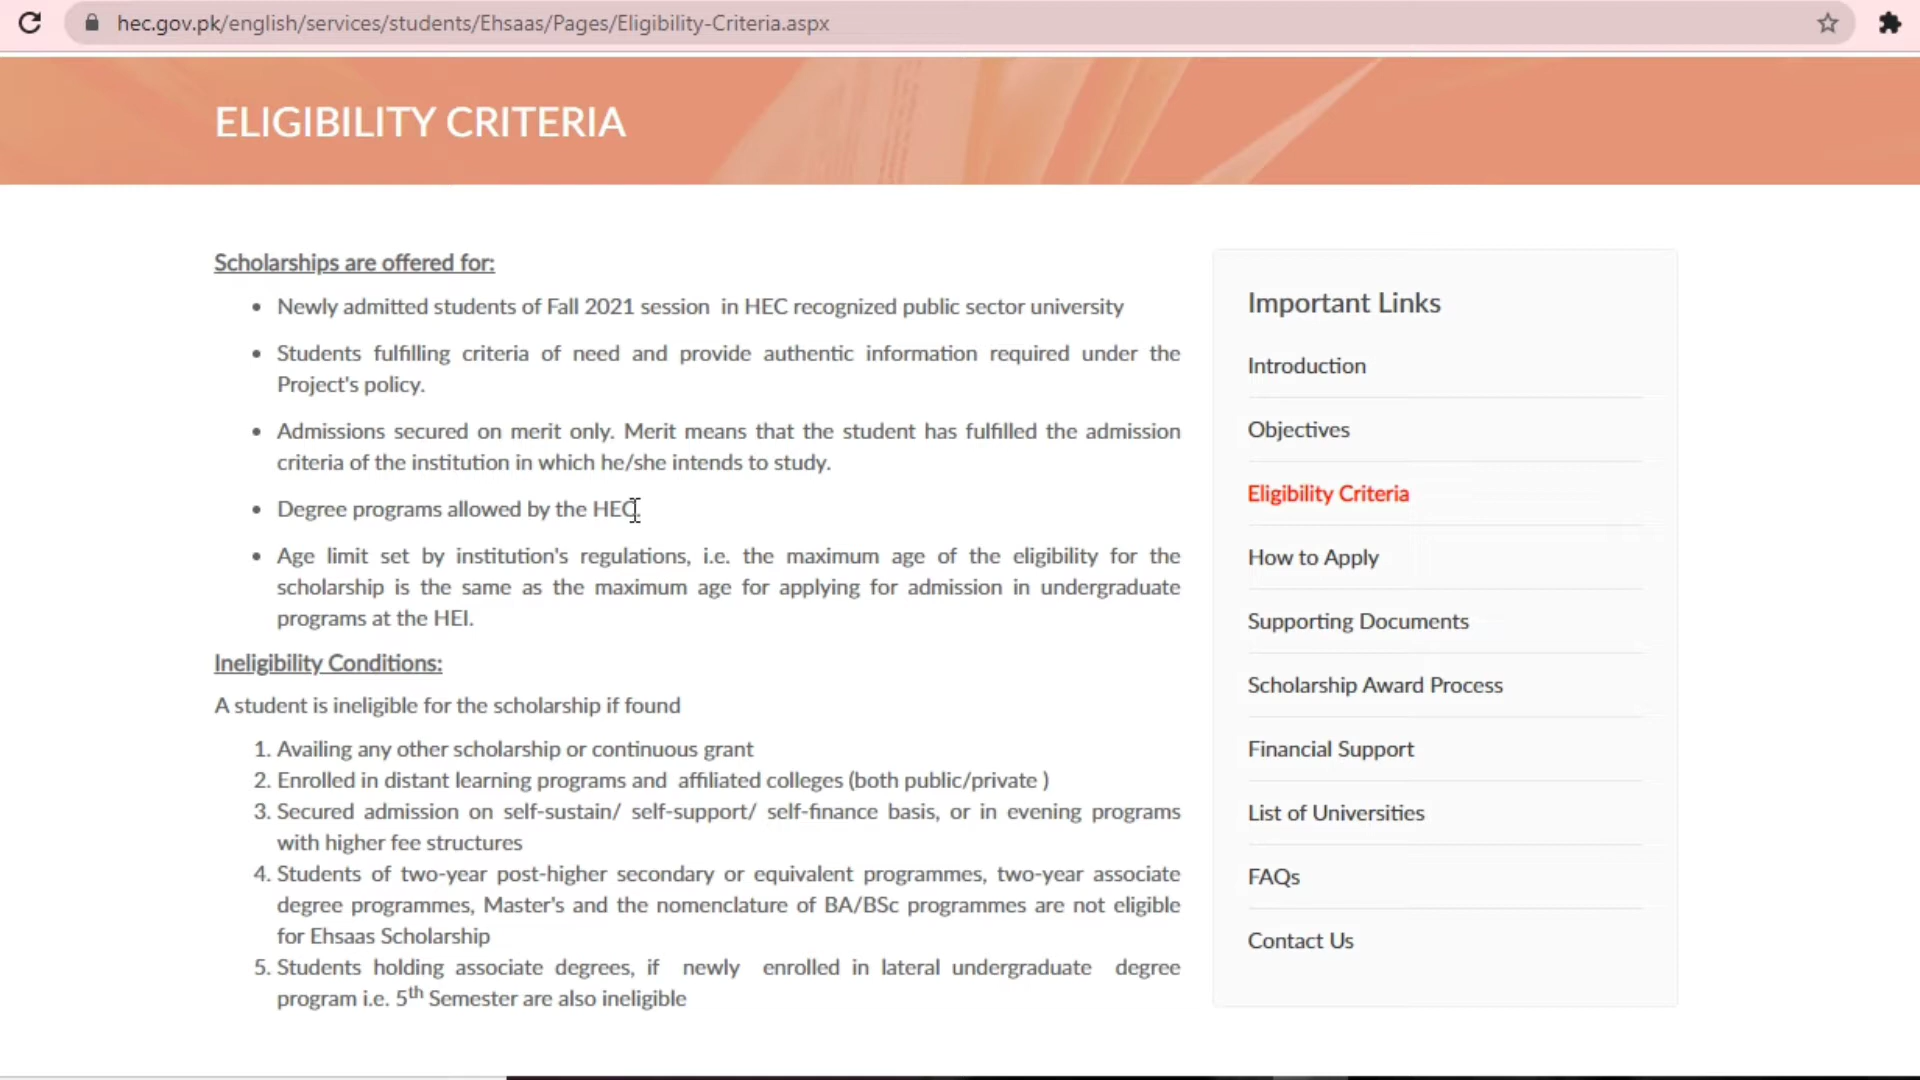 hec.gov.pk/english/services/students/Ehsaas/Pages/Eligibility-Criteria.aspx
ELIGIBILITY CRITERIA
Scholarships are offered for:
• Newly admitted students of Fall 2021 session in HEC recognized public sector university
• Students fulfilling criteria of need and provide authentic information required under the
Project's policy.
• Admissions secured on merit only. Merit means that the student has fulfilled the admission
criteria of the institution in which he/she intends to study.
• Degree programs allowed by the HEC.
• Age limit set by institution's regulations, i.e. the maximum age of the eligibility for the
scholarship is the same as the maximum age for applying for admission in undergraduate
programs at the HEI.
Ineligibility Conditions:
A student is ineligible for the scholarship if found
1. Availing any other scholarship or continuous grant
2. Enrolled in distant learning programs and affiliated colleges (both public/private )
3. Secured admission on self-sustain/ self-support/ self-finance basis, or in evening programs
with higher fee structures
4. Students of two-year post-higher secondary or equivalent programmes, two-year associate
degree programmes, Master's and the nomenclature of BA/BSc programmes are not eligible
for Ehsaas Scholarship
5. Students holding associate degrees, if newly enrolled in lateral undergraduate degree
program i.e. 5th Semester are also ineligible
Important Links
Introduction
Objectives
Eligibility Criteria
How to Apply
Supporting Documents
Scholarship Award Process
Financial Support
List of Universities
FAQs
Contact Us